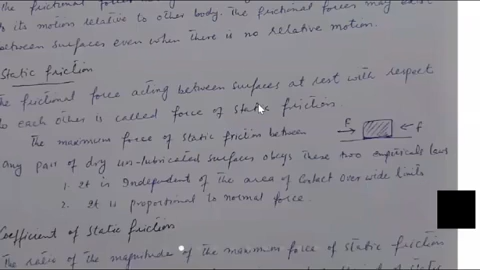 the frictional forces
its motion relative to other body. The frictional forces may exist
between surfaces even when there is no relative motion.
Static friction
The frictional force acting between surfaces at rest with respect
to each other is called force of static friction
The maximum force of static friction between
any pair of dry un-lubricated surfaces obeys these two empirical laws
F
f
1. It is Independent of the area of Contact over wide limits
2. It is proportional to normal force.
Coefficient of static friction
The ratio of the magnitude of the maximum force of static friction